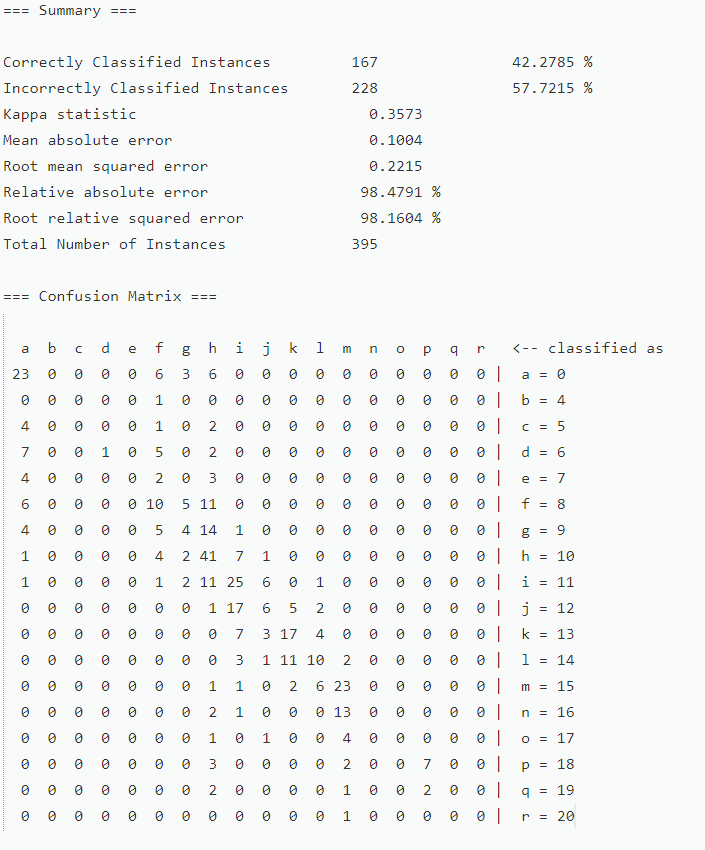 === Summary ===
Correctly Classified Instances 167 42.2785 %
Incorrectly Classified Instances 228 57.7215 %
Kappa statistic 0.3573
Mean absolute error 0.1004
Root mean squared error 0.2215
Relative absolute error 98.4791 %
Root relative squared error 98.1604 %
Total Number of Instances 395
=== Confusion Matrix ===
a b c d e f g h i j k l m n o p q r <-- classified as
23 0 0 0 0 6 3 6 0 0 0 0 0 0 0 0 0 0 | a = 0
0 0 0 0 0 1 0 0 0 0 0 0 0 0 0 0 0 0 | b = 4
4 0 0 0 0 1 0 2 0 0 0 0 0 0 0 0 0 0 | c = 5
7 0 0 1 0 5 0 2 0 0 0 0 0 0 0 0 0 0 | d = 6
4 0 0 0 0 2 0 3 0 0 0 0 0 0 0 0 0 0 | e = 7
6 0 0 0 0 10 5 11 0 0 0 0 0 0 0 0 0 0 | f = 8
4 0 0 0 0 5 4 14 1 0 0 0 0 0 0 0 0 0 | g = 9
1 0 0 0 0 4 2 41 7 1 0 0 0 0 0 0 0 0 | h = 10
1 0 0 0 0 1 2 11 25 6 0 1 0 0 0 0 0 0 | i = 11
0 0 0 0 0 0 0 1 17 6 5 2 0 0 0 0 0 0 | j = 12
0 0 0 0 0 0 0 0 7 3 17 4 0 0 0 0 0 0 | k = 13
0 0 0 0 0 0 0 0 3 1 11 10 2 0 0 0 0 0 | l = 14
0 0 0 0 0 0 0 1 1 0 2 6 23 0 0 0 0 0 | m = 15
0 0 0 0 0 0 0 2 1 0 0 0 13 0 0 0 0 0 | n = 16
0 0 0 0 0 0 0 1 0 1 0 0 4 0 0 0 0 0 | o = 17
0 0 0 0 0 0 0 3 0 0 0 0 2 0 0 7 0 0 | p = 18
0 0 0 0 0 0 0 2 0 0 0 0 1 0 0 2 0 0 | q = 19
0 0 0 0 0 0 0 0 0 0 0 0 1 0 0 0 0 0 | r = 20